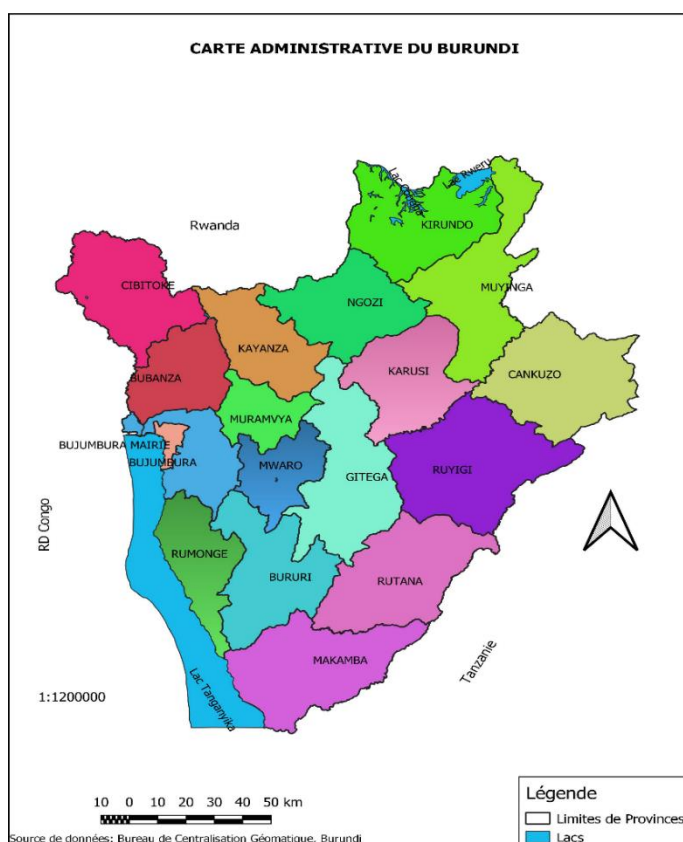 CARTE ADMINISTRATIVE DU BURUNDI
Lac Rweru
KIRUNDO
Rwanda
CIBITOKE
MUYINGA
NGOZI
KAYANZA
KARUSI
CANKUZO
BUBANZA
MURAMVYA
BUJUMBURA MAIRIE
BUJUMBURA
MWARO
GITEGA
RUYIGI
RD Congo
RUMONGE
BURURI
RUTANA
MAKAMBA
Tanzanie
Lac Tanganyika
1:1200000
10 0 10 20 30 40 50 km
Légende
Limites de Provinces
Lacs
Source de données: Bureau de Centralisation Géomatique, Burundi